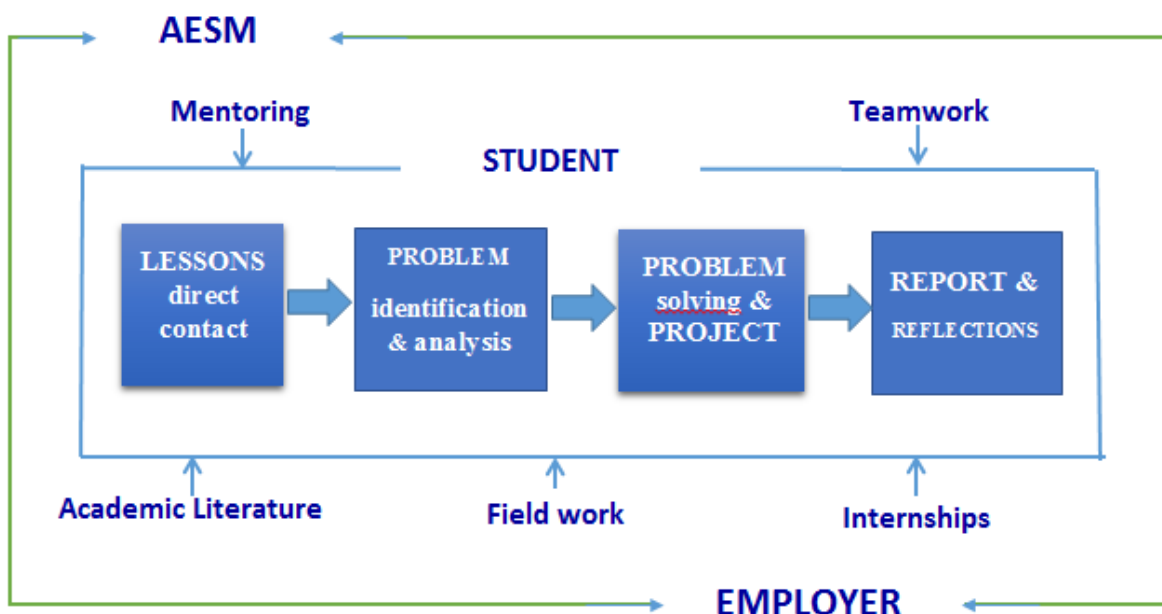 AESM
Mentoring
Teamwork
STUDENT
LESSONS
direct
contact
PROBLEM
identification
& analysis
PROBLEM
solving &
PROJECT
REPORT &
REFLECTIONS
Academic Literature
Field work
Internships
EMPLOYER